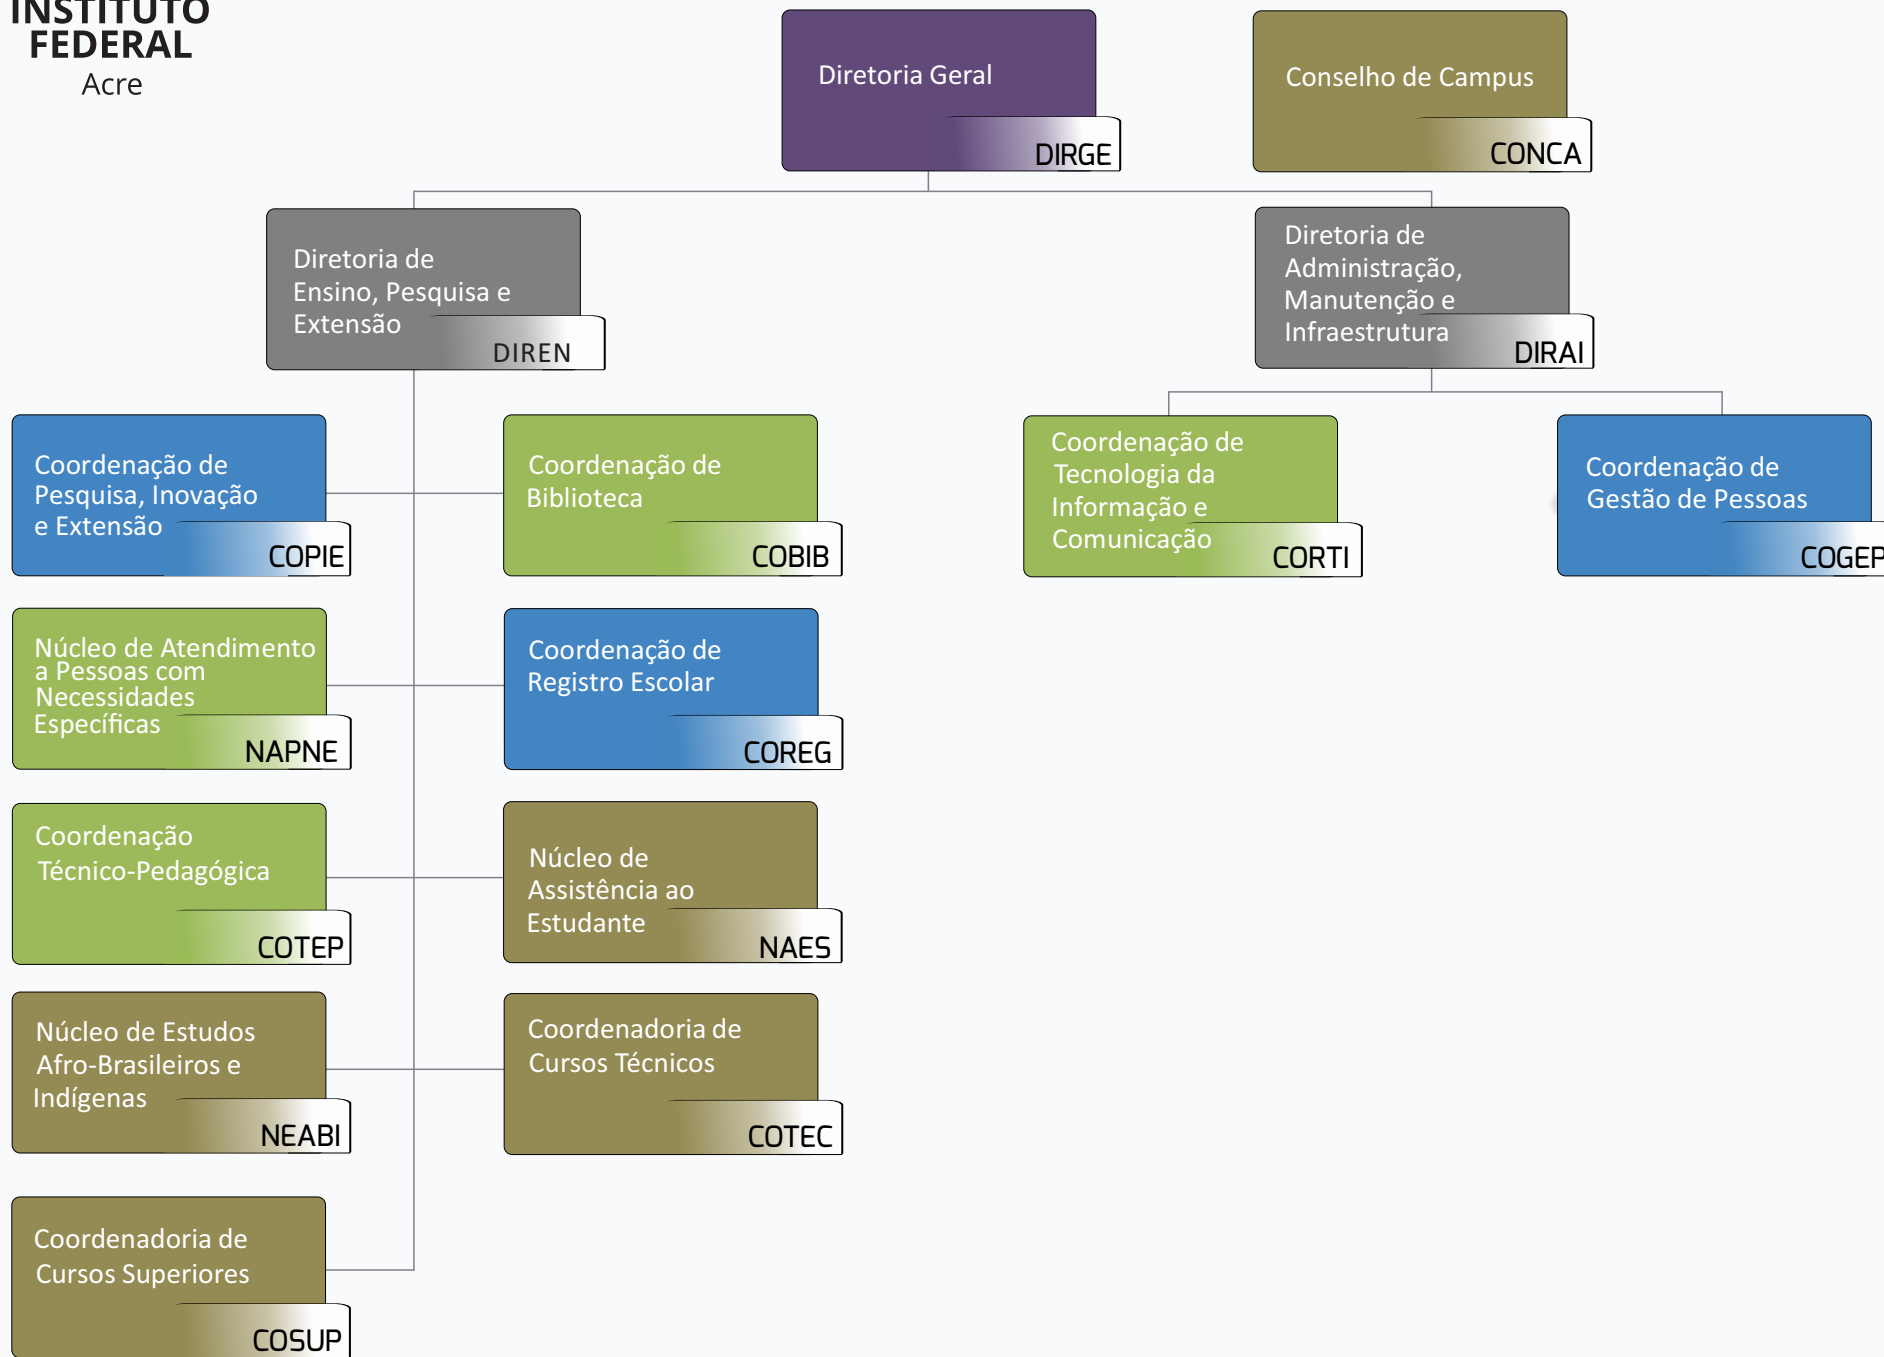 INSTITUTO
FEDERAL
Acre
Diretoria Geral
DIRGE
Conselho de Campus
CONCA
Diretoria de
Ensino, Pesquisa e
Extensão
DIREN
Diretoria de
Administração,
Manutenção e
Infraestrutura
DIRAI
Coordenação de
Pesquisa, Inovação
e Extensão
COPIE
Coordenação de
Biblioteca
COBIB
Coordenação de
Tecnologia da
Informação e
Comunicação
CORTI
Coordenação de
Gestão de Pessoas
COGEP
Núcleo de Atendimento
a Pessoas com
Necessidades
Específicas
NAPNE
Coordenação de
Registro Escolar
COREG
Coordenação
Técnico-Pedagógica
COTEP
Núcleo de
Assistência ao
Estudante
NAES
Núcleo de Estudos
Afro-Brasileiros e
Indígenas
NEABI
Coordenadoria de
Cursos Técnicos
COTEC
Coordenadoria de
Cursos Superiores
COSUP